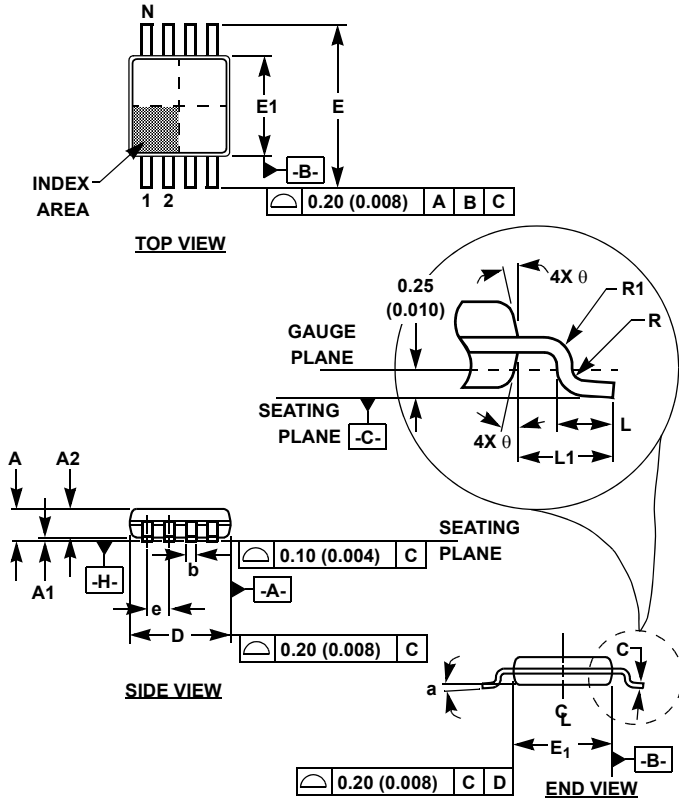 N
E1
E
-B-
INDEX
AREA
1 2
0.20 (0.008) A B C
TOP VIEW
0.25
(0.010)
4X θ
R1
R
GAUGE
PLANE
SEATING
PLANE
-C-
4X θ
L
L1
A
A2
SEATING
PLANE
A1
-H-
b
0.10 (0.004) C
-A-
e
D
0.20 (0.008) C
SIDE VIEW
C
a
CL
E1
-B-
0.20 (0.008) C D
END VIEW